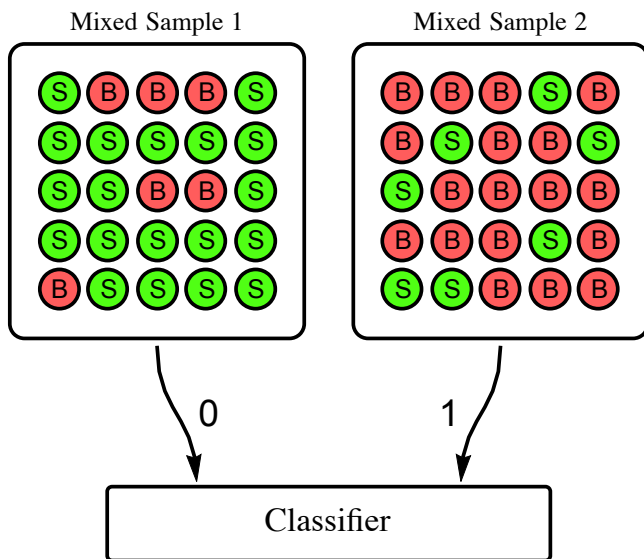 Mixed Sample 1
Mixed Sample 2
S B B B S
B B B S B
S S S S S
B S B B S
S S B B S
S B B B B
S S S S S
B B B S B
B S S S S
S S B B B
0
1
Classifier